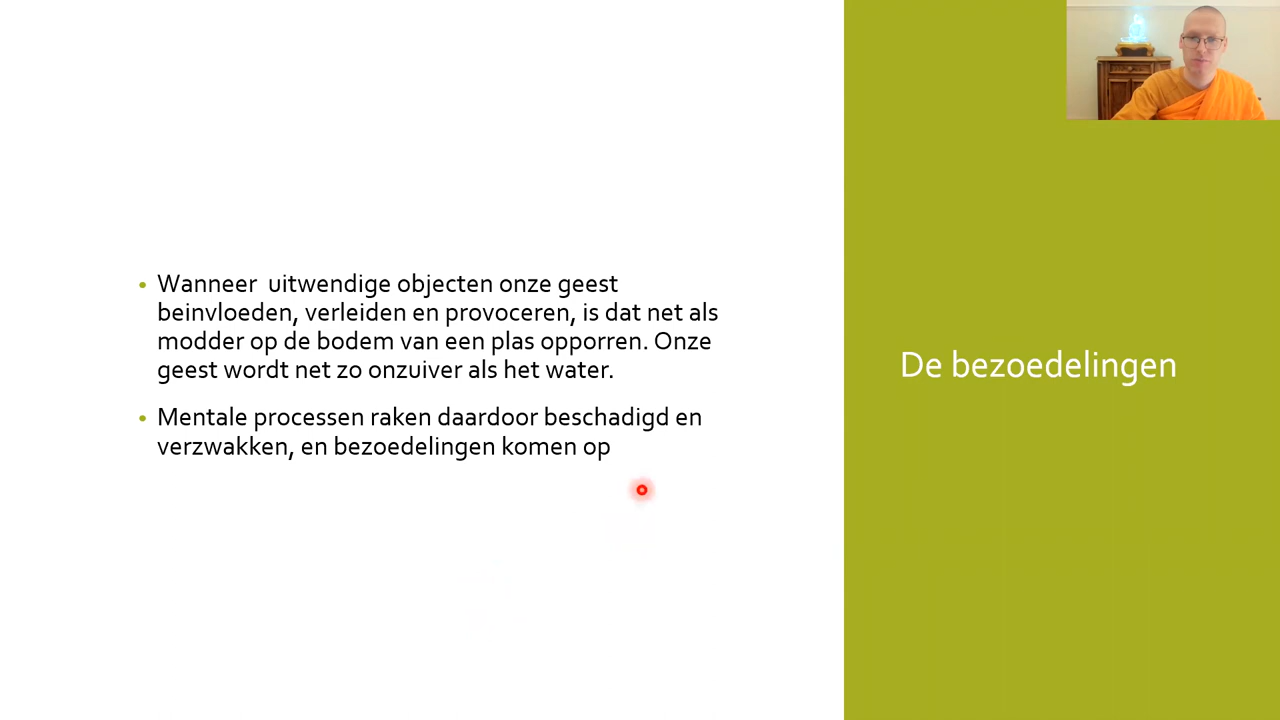 • Wanneer  uitwendige objecten onze geest
beinvloeden, verleiden en provoceren, is dat net als
modder op de bodem van een plas opporren. Onze
geest wordt net zo onzuiver als het water.
• Mentale processen raken daardoor beschadigd en
verzwakken, en bezoedelingen komen op
De bezoedelingen